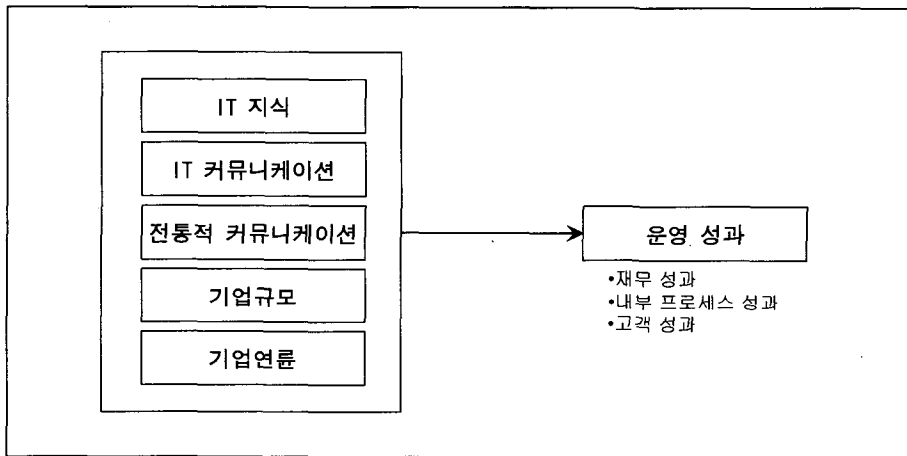 IT 지식
IT 커뮤니케이션
전통적 커뮤니케이션
기업규모
기업연륜
운영 성과
•재무 성과
•내부 프로세스 성과
•고객 성과